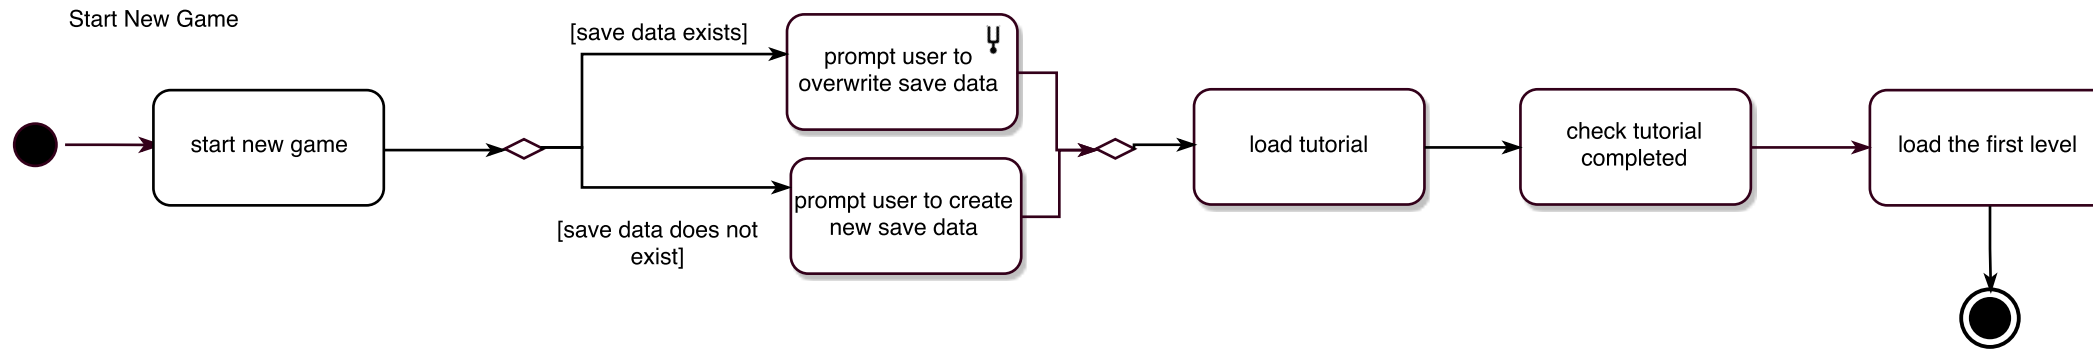 Start New Game
[save data exists]
prompt user to
overwrite save data
start new game
load tutorial
check tutorial
completed
load the first level
prompt user to create
new save data
[save data does not
exist]